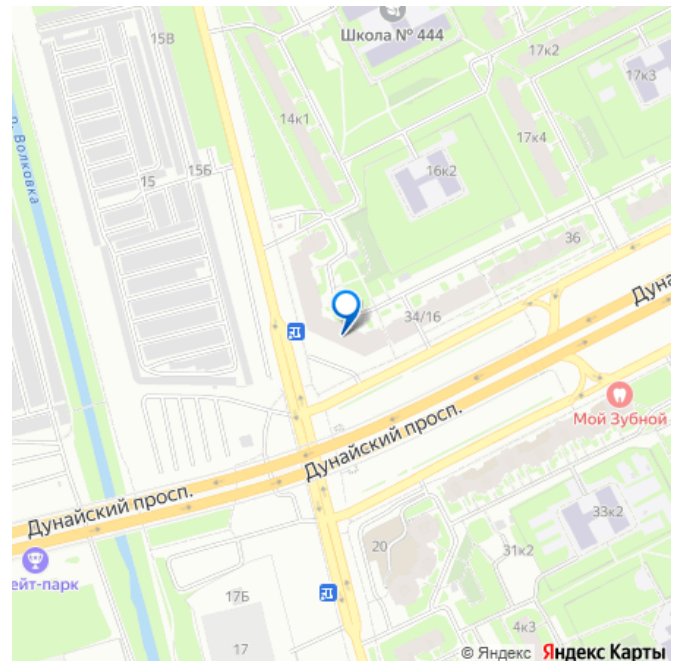 15В
Школа № 444
17к2
17к3
14к1
17к4
р. Волковка
15
15Б
16к2
36
34/16
Дуна
Мой Зубной
Дунайский просп.
Дунайский просп.
33к2
20
31к2
ейт-парк
17Б
4к3
17
© Яндекс Яндекс Карты